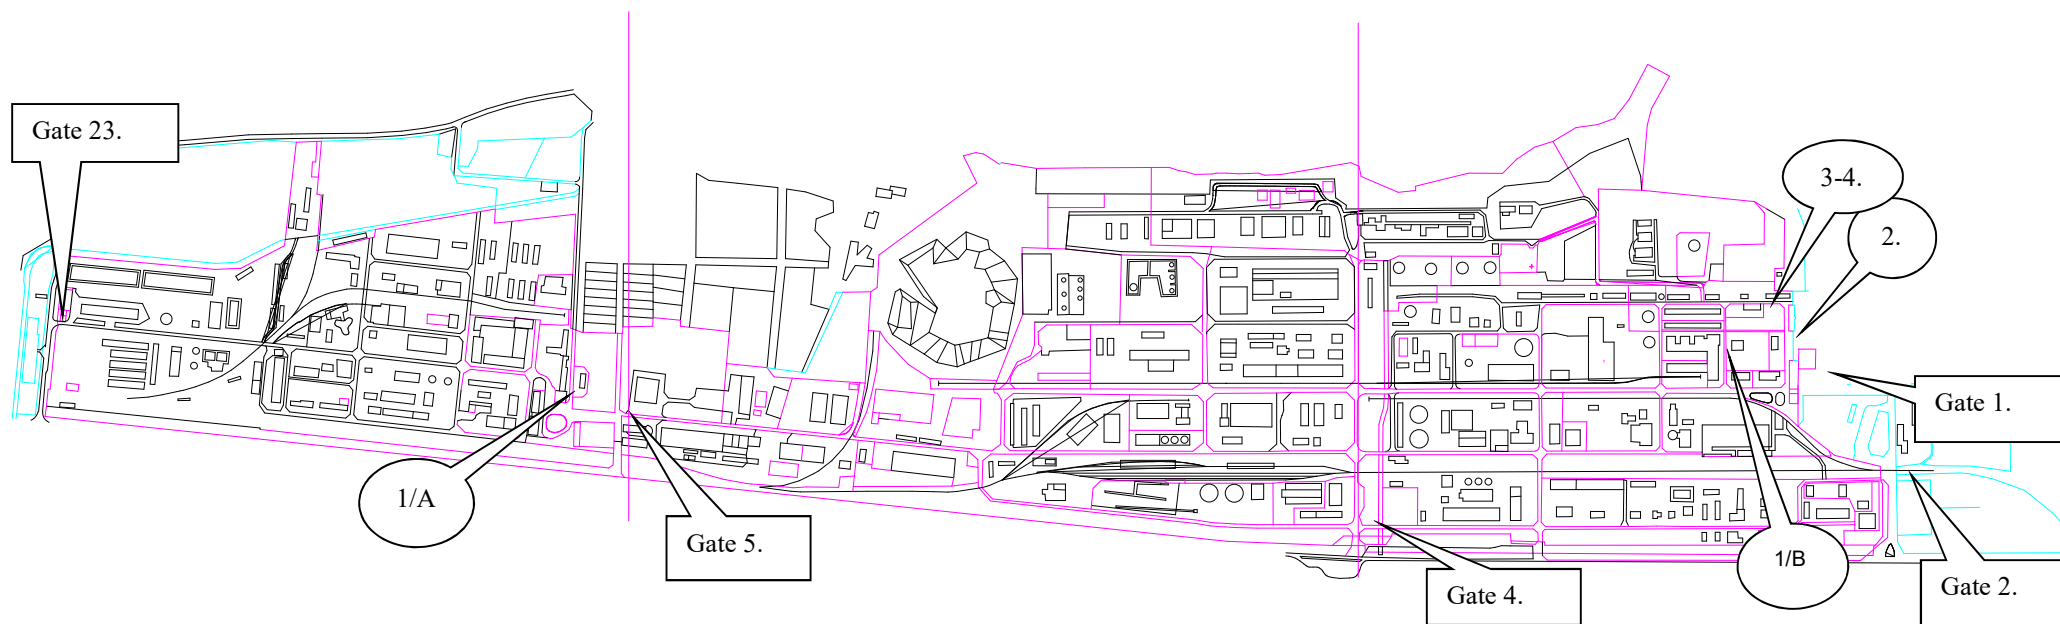 Gate 23.
3-4.
2.
Gate 1.
1/A
Gate 5.
1/B
Gate 4.
Gate 2.